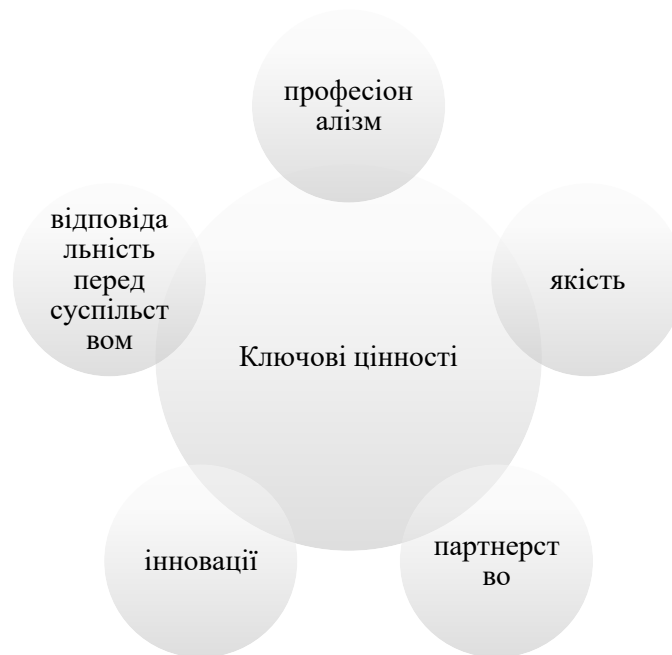 професіон
алізм
відповіда
льність
перед
суспільст
вом
якість
Ключові цінності
інновації
партнерст
во